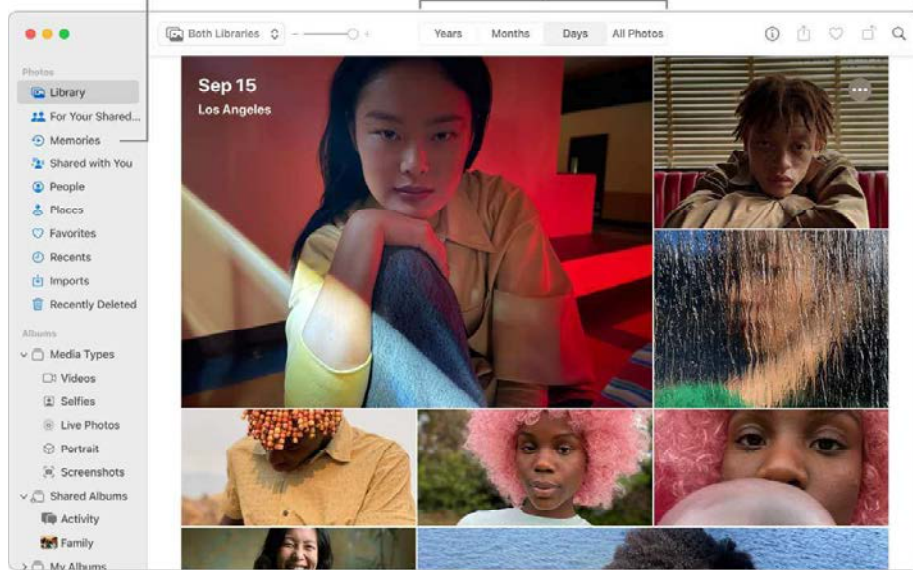 Both Libraries
Years
Months
Days
All Photos
Photos
Library
For Your Shared...
Memories
Shared with You
People
Places
Favorites
Recents
Imports
Recently Deleted
Albums
Media Types
Videos
Selfies
Live Photos
Portrait
Screenshots
Shared Albums
Activity
Family
My Albums
Sep 15
Los Angeles